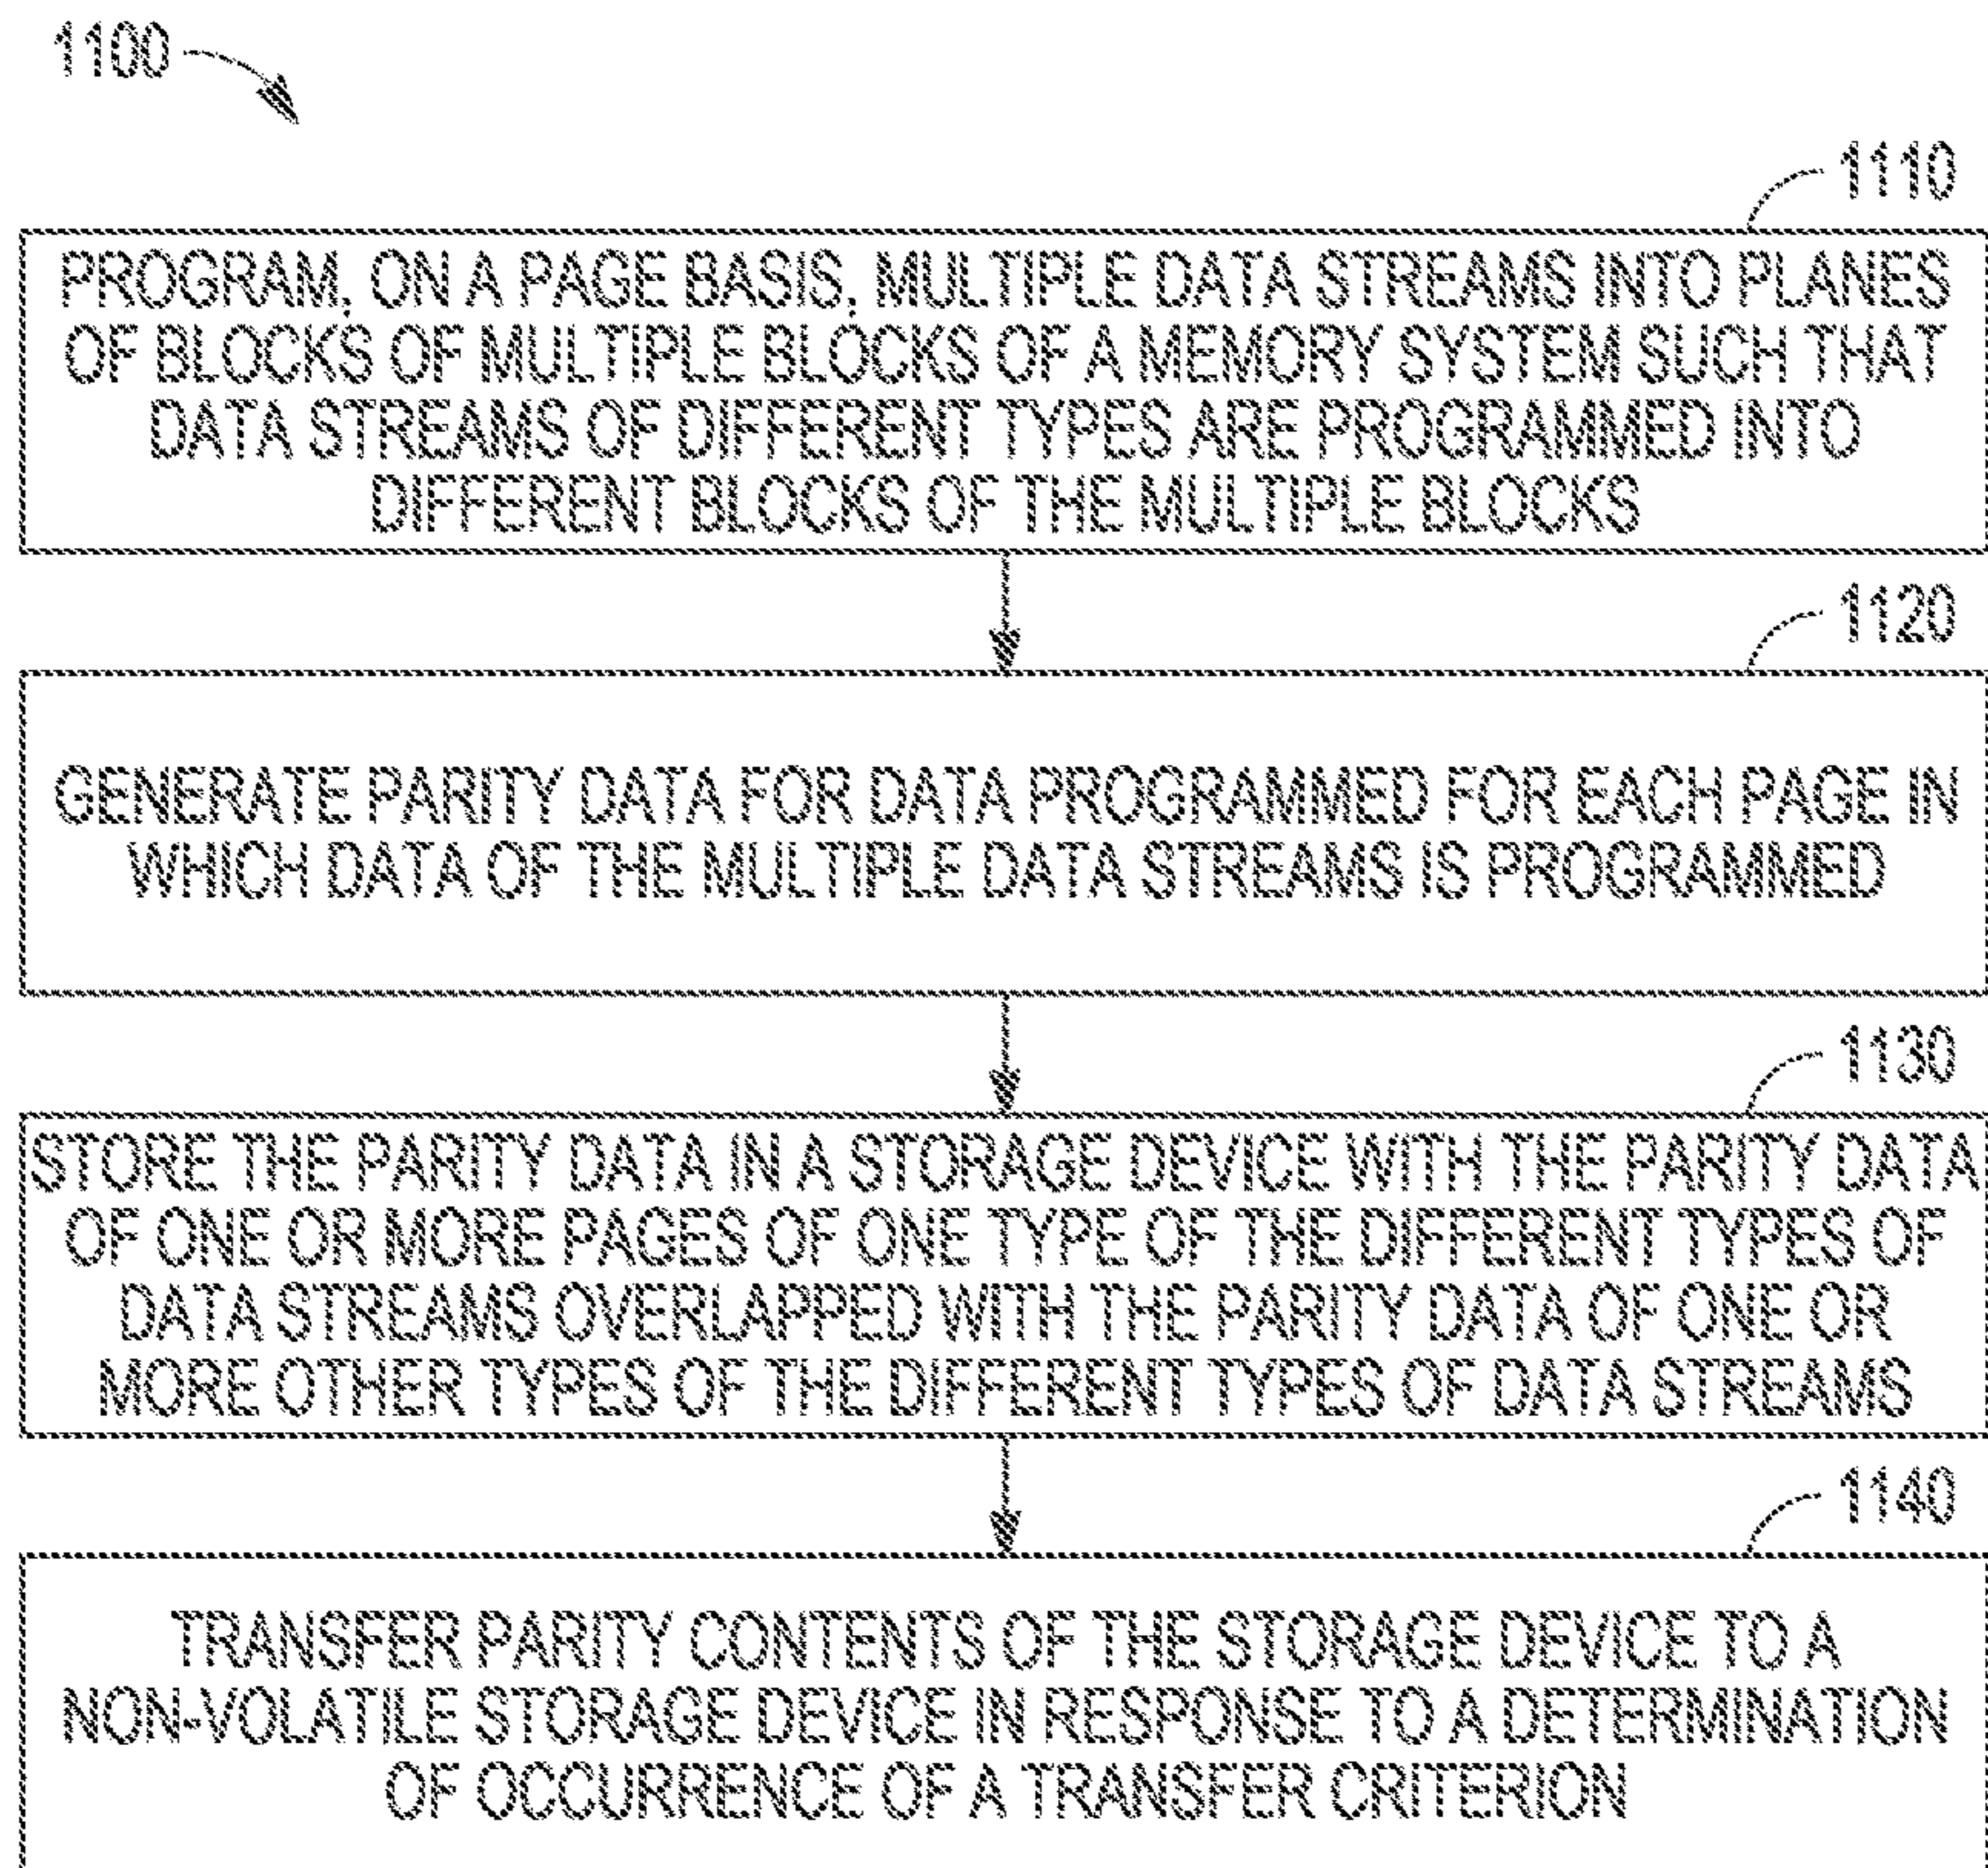 1100
1110
PROGRAM, ON A PAGE BASIS, MULTIPLE DATA STREAMS INTO PLANES
OF BLOCKS OF MULTIPLE BLOCKS OF A MEMORY SYSTEM SUCH THAT
DATA STREAMS OF DIFFERENT TYPES ARE PROGRAMMED INTO
DIFFERENT BLOCKS OF THE MULTIPLE BLOCKS
1120
GENERATE PARITY DATA FOR DATA PROGRAMMED FOR EACH PAGE IN
WHICH DATA OF THE MULTIPLE DATA STREAMS IS PROGRAMMED
1130
STORE THE PARITY DATA IN A STORAGE DEVICE WITH THE PARITY DATA
OF ONE OR MORE PAGES OF ONE TYPE OF THE DIFFERENT TYPES OF
DATA STREAMS OVERLAPPED WITH THE PARITY DATA OF ONE OR
MORE OTHER TYPES OF THE DIFFERENT TYPES OF DATA STREAMS
1140
TRANSFER PARITY CONTENTS OF THE STORAGE DEVICE TO A
NON-VOLATILE STORAGE DEVICE IN RESPONSE TO A DETERMINATION
OF OCCURRENCE OF A TRANSFER CRITERION